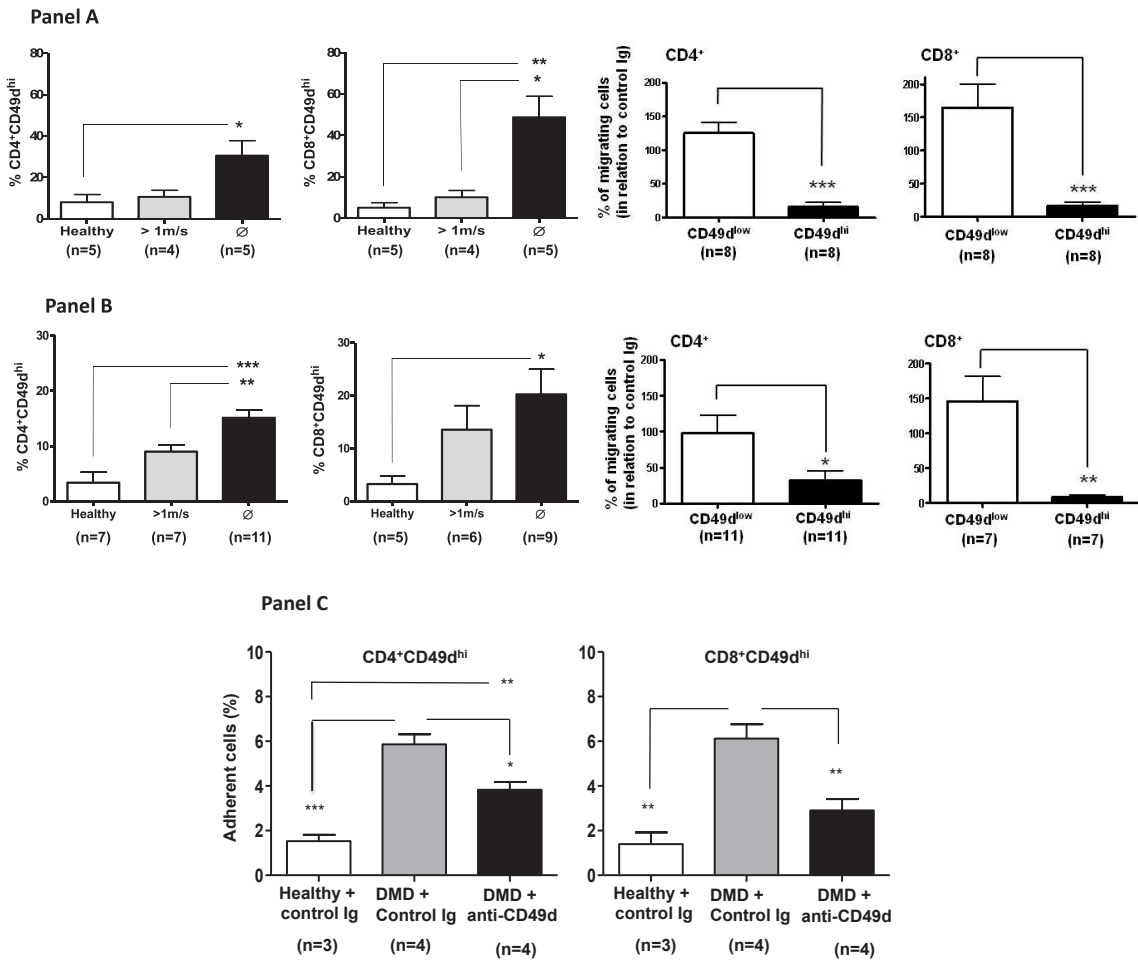 Panel A
% CD4⁺CD49dʰⁱ
80
60
40
20
0
*
Healthy
> 1m/s
∅
(n=5)
(n=4)
(n=5)
% CD8⁺CD49dʰⁱ
80
60
40
20
0
**
*
Healthy
> 1m/s
∅
(n=5)
(n=4)
(n=5)
% of migrating cells
(in relation to control Ig)
CD4⁺
200
150
100
50
0
***
CD49dˡᵒʷ
CD49dʰⁱ
(n=8)
(n=8)
CD8⁺
200
150
100
50
0
***
CD49dˡᵒʷ
CD49dʰⁱ
(n=8)
(n=8)
Panel B
% CD4⁺CD49dʰⁱ
30
20
10
0
***
**
Healthy
>1m/s
∅
(n=7)
(n=7)
(n=11)
% CD8⁺CD49dʰⁱ
30
20
10
0
*
Healthy
>1m/s
∅
(n=5)
(n=6)
(n=9)
% of migrating cells
(in relation to control Ig)
CD4⁺
200
150
100
50
0
*
CD49dˡᵒʷ
CD49dʰⁱ
(n=11)
(n=11)
CD8⁺
200
150
100
50
0
**
CD49dˡᵒʷ
CD49dʰⁱ
(n=7)
(n=7)
Panel C
Adherent cells (%)
CD4⁺CD49dʰⁱ
10
8
6
4
2
0
**
***
*
Healthy +
control Ig
DMD +
Control Ig
DMD +
anti-CD49d
(n=3)
(n=4)
(n=4)
CD8⁺CD49dʰⁱ
10
8
6
4
2
0
**
**
Healthy +
control Ig
DMD +
Control Ig
DMD +
anti-CD49d
(n=3)
(n=4)
(n=4)